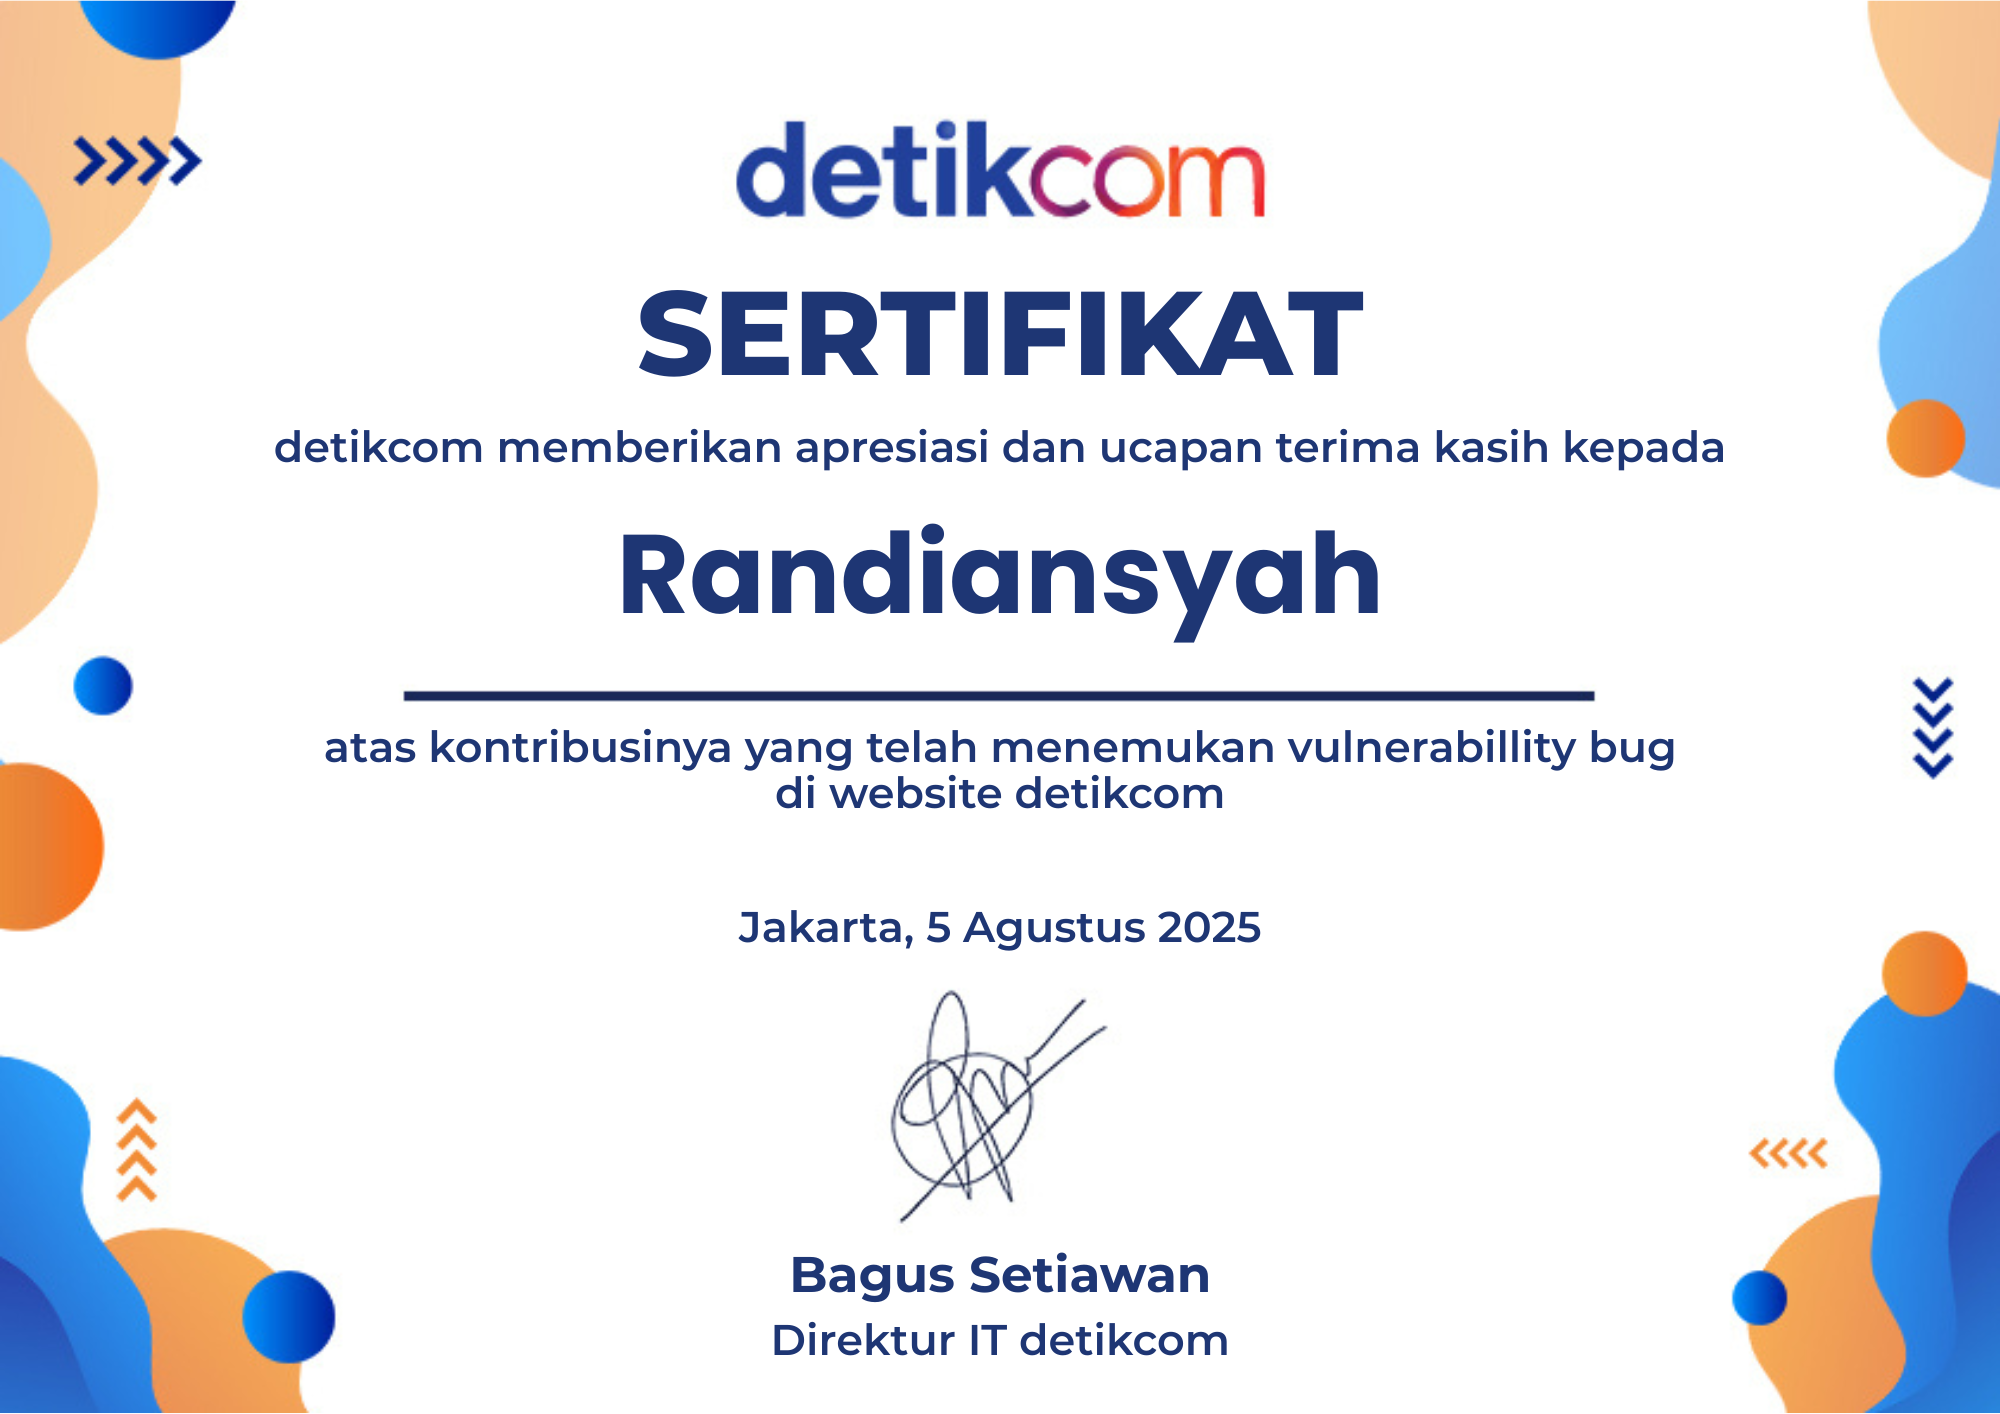 detikcom
SERTIFIKAT
detikcom memberikan apresiasi dan ucapan terima kasih kepada
Randiansyah
atas kontribusinya yang telah menemukan vulnerabillity bug
di website detikcom
Jakarta, 5 Agustus 2025
Bagus Setiawan
Direktur IT detikcom